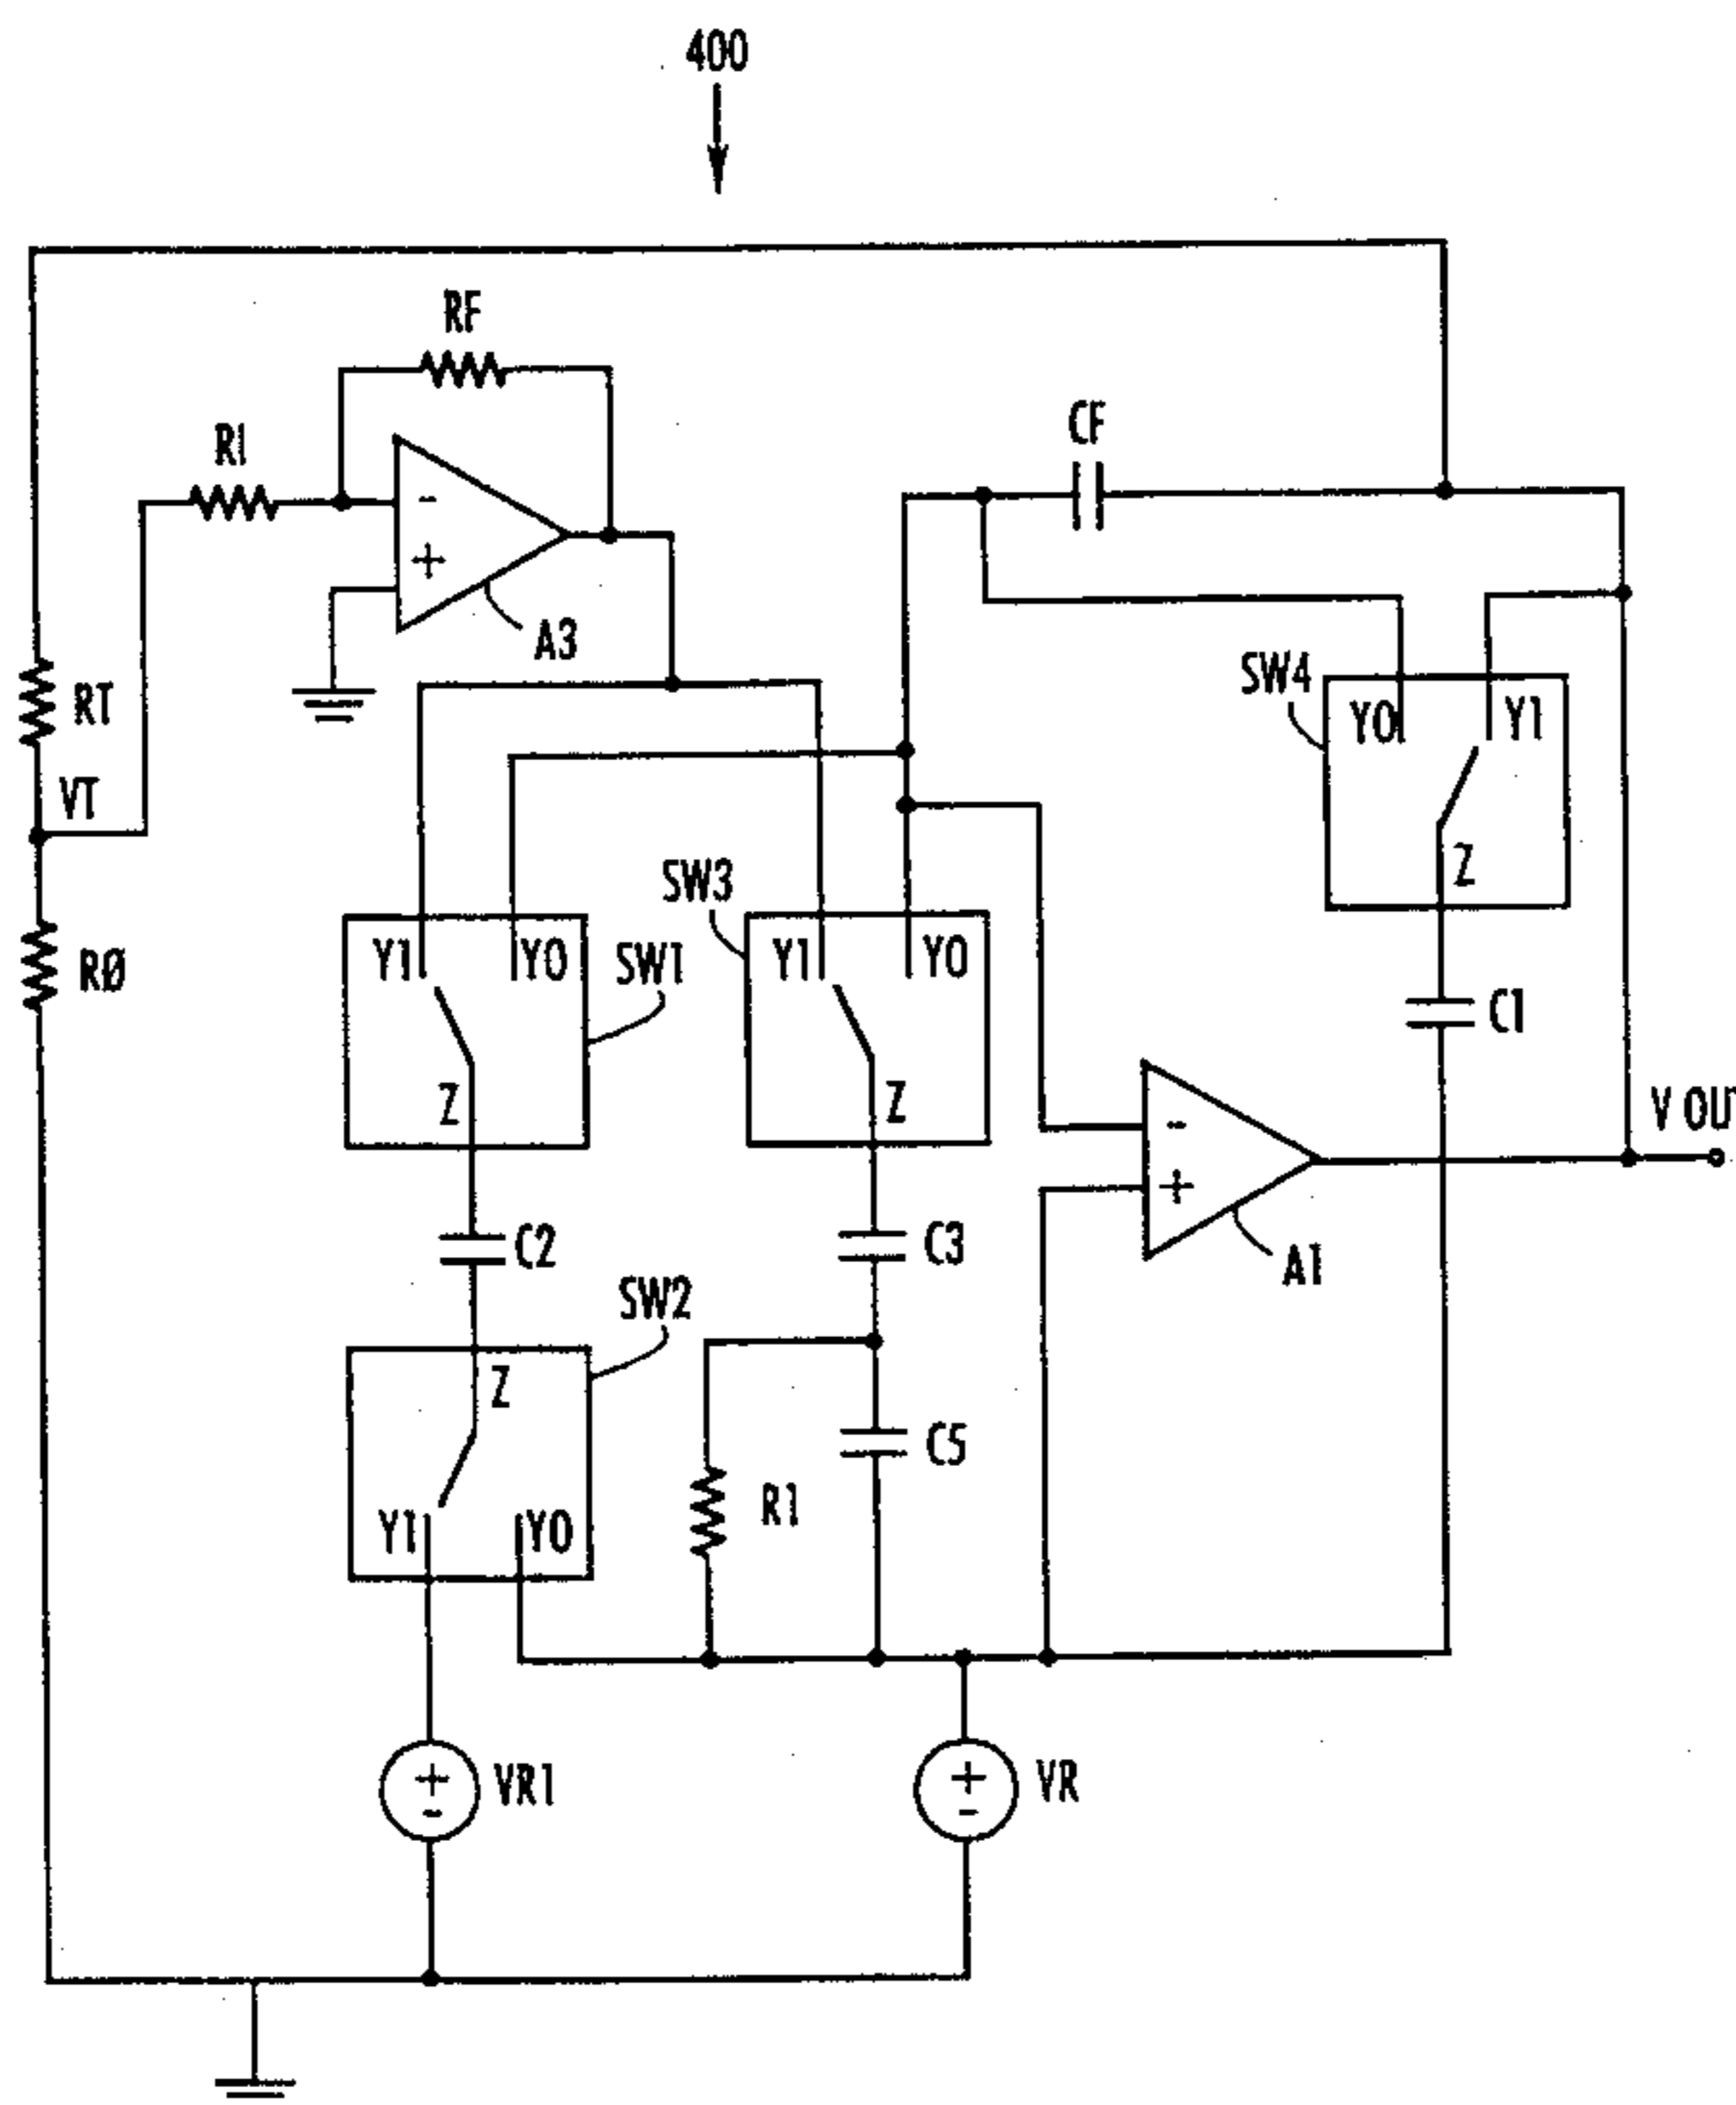 400
RF
RI
CF
-
+
A3
RT
SW4
Y0
Y1
VT
Z
SW3
Y1
Y0
SW1
Y1
Y0
RØ
C1
Z
Z
V OU
-
+
C2
C3
A1
SW2
Z
C5
Y1
Y0
R1
+
-
VR1
+
-
VR